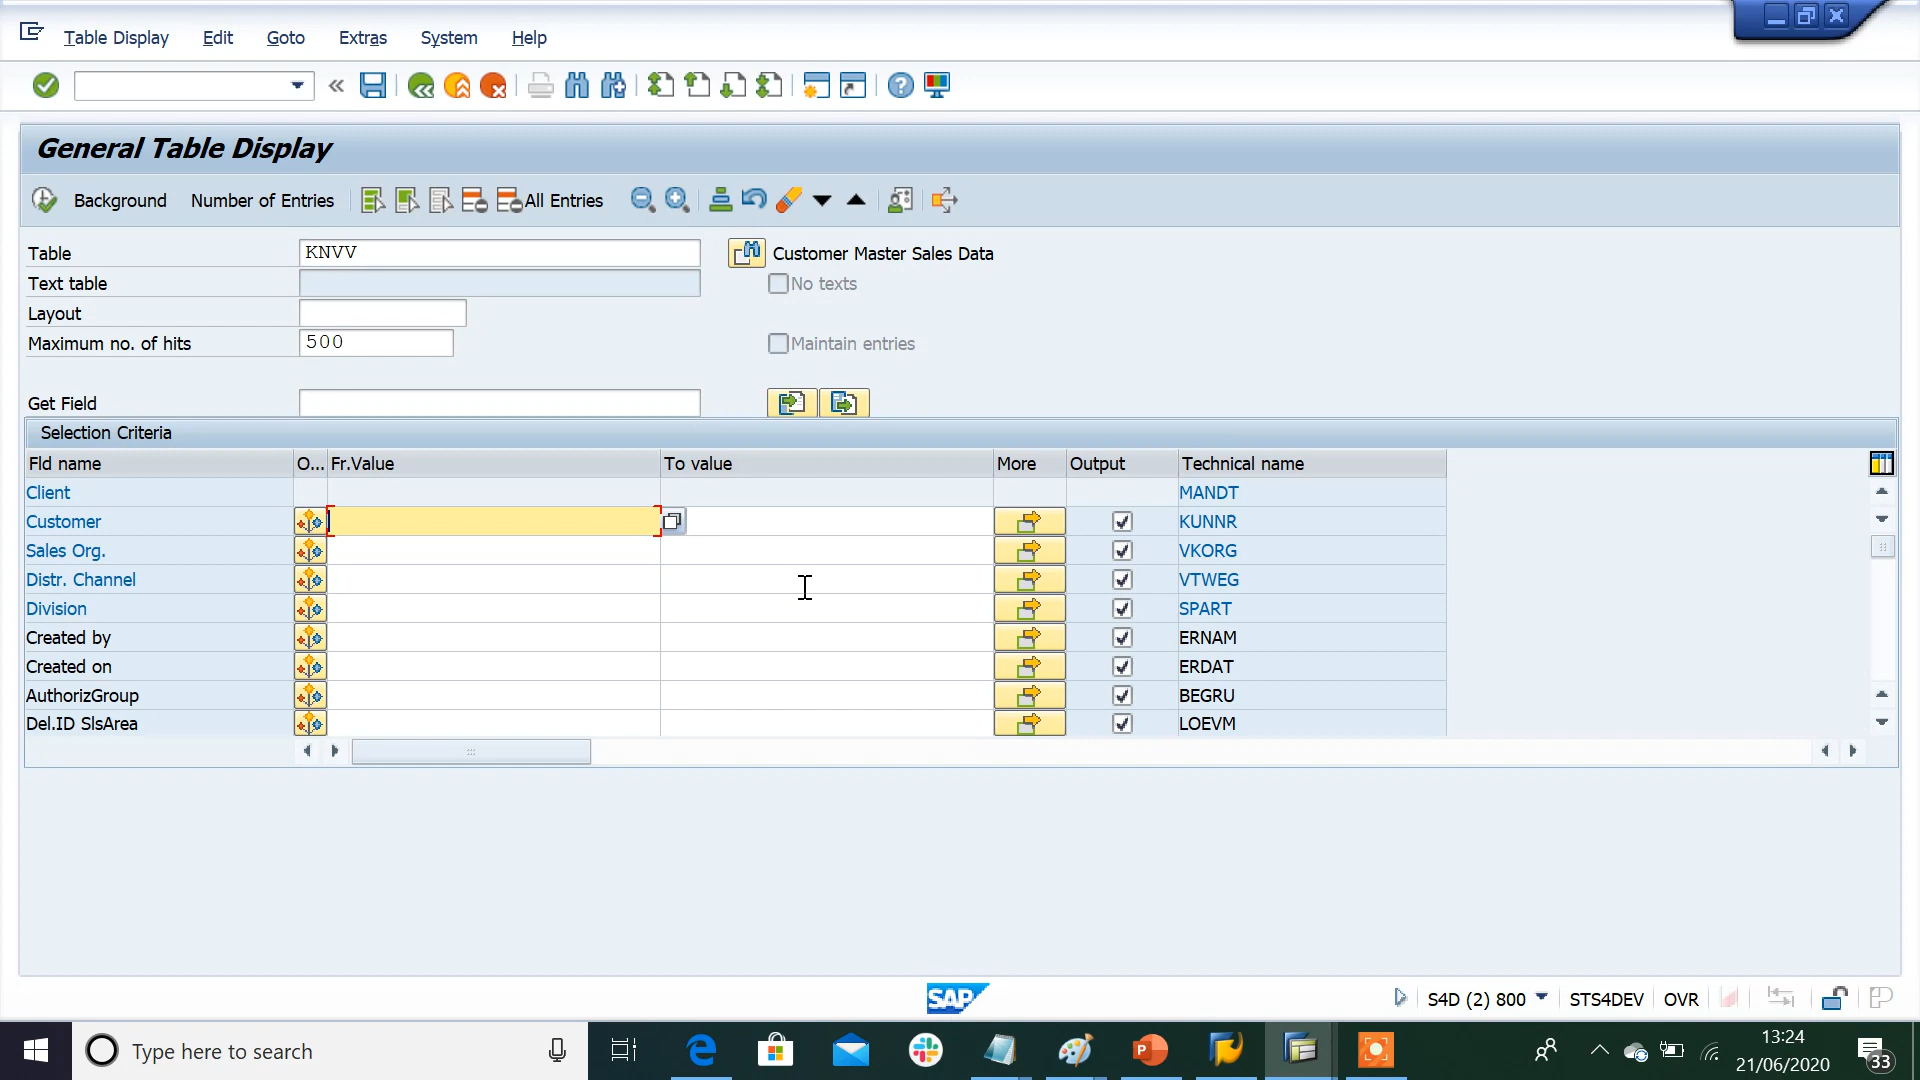 Table Display Edit Goto Extras System Help
General Table Display
Background Number of Entries All Entries
Table KNVV Customer Master Sales Data
Text table No texts
Layout
Maximum no. of hits 500 Maintain entries
Get Field
Selection Criteria
Fld name O... Fr.Value To value More Output Technical name
Client MANDT
Customer KUNNR
Sales Org. VKORG
Distr. Channel VTWEG
Division SPART
Created by ERNAM
Created on ERDAT
AuthorizGroup BEGRU
Del.ID SlsArea LOEVM
SAP S4D (2) 800 STS4DEV OVR
Type here to search
13:24
21/06/2020
33